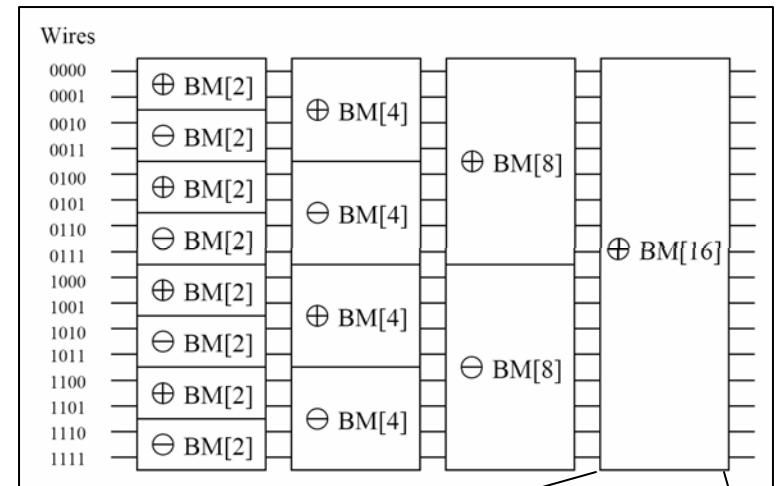 Wires
0000
0001
0010
0011
0100
0101
0110
0111
1000
1001
1010
1011
1100
1101
1110
1111
⊕ BM[2]
⊖ BM[2]
⊕ BM[2]
⊖ BM[2]
⊕ BM[2]
⊖ BM[2]
⊕ BM[2]
⊖ BM[2]
⊕ BM[4]
⊖ BM[4]
⊕ BM[4]
⊖ BM[4]
⊕ BM[8]
⊖ BM[8]
⊕ BM[16]